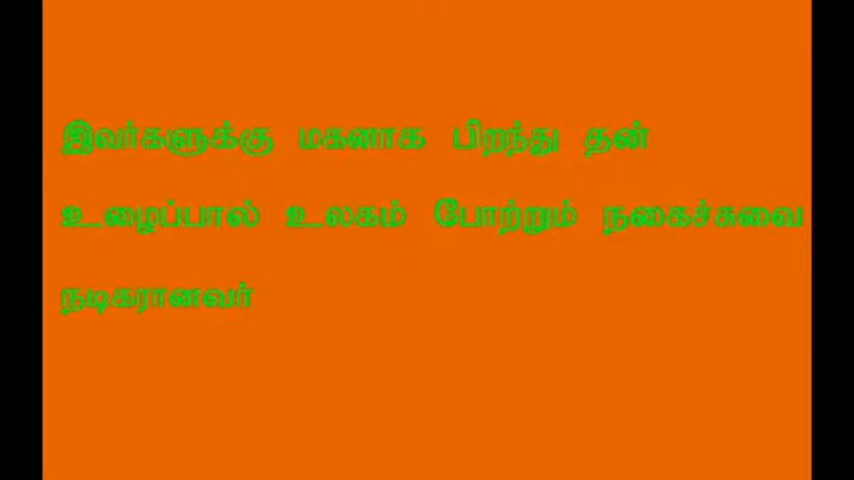 இவர்களுக்கு மகனாக பிறந்து தன்
உழைப்பால் உலகம் போற்றும் நகைச்சுவை
நடிகரானவர்